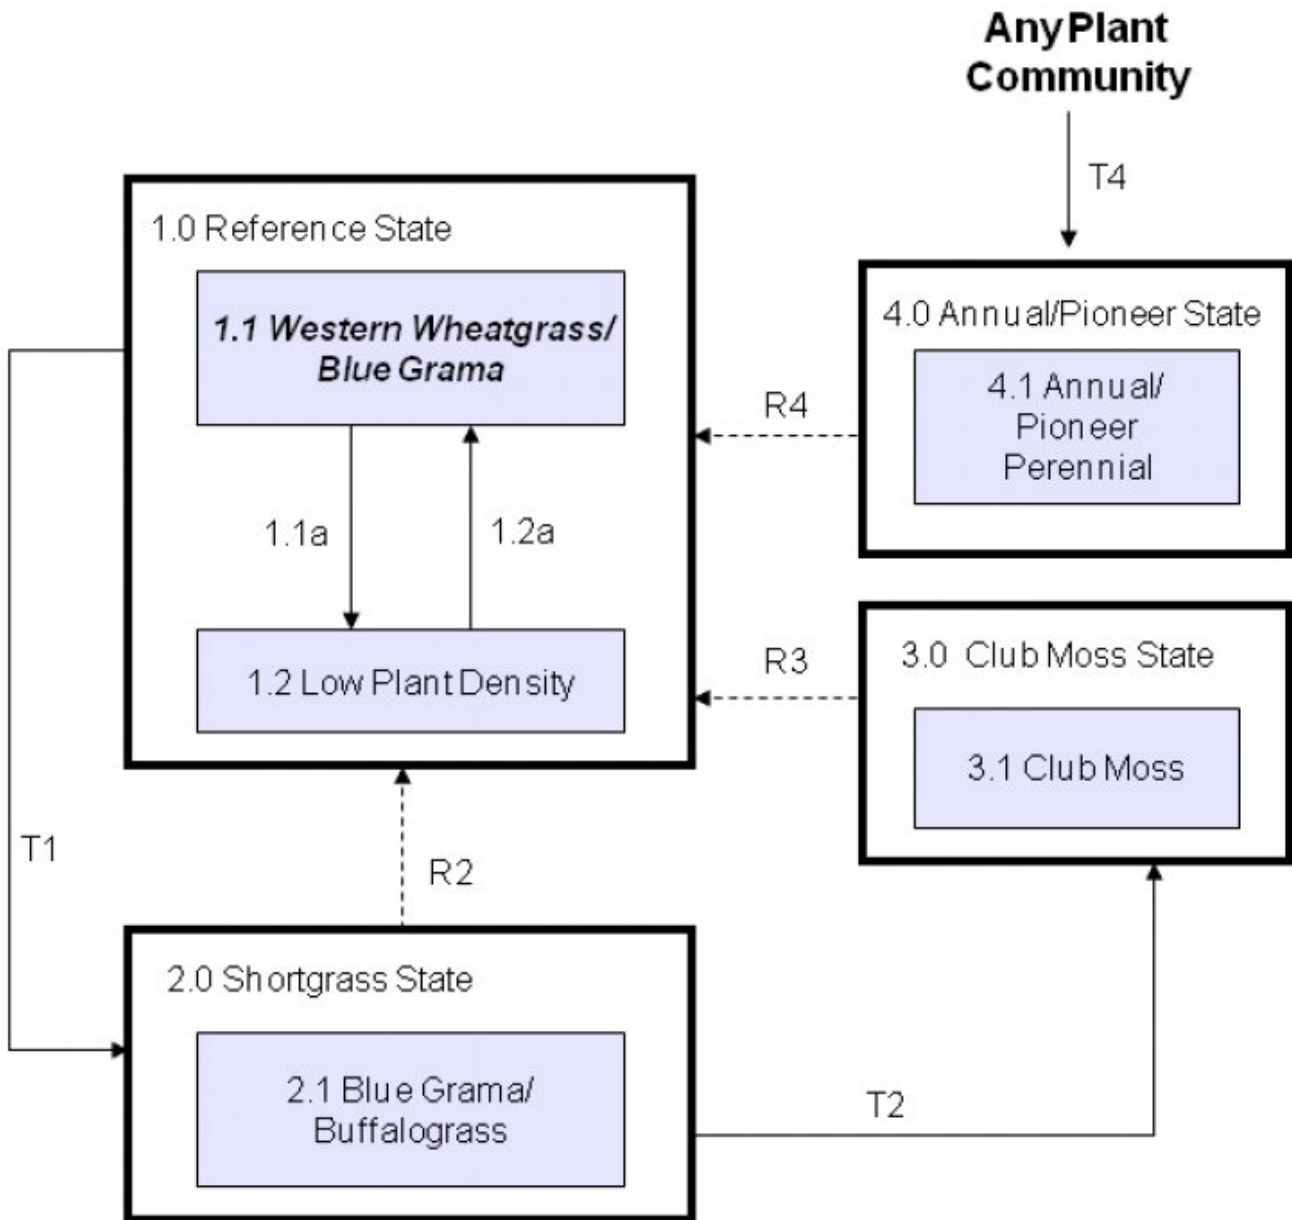 Any Plant
Community
T4
1.0 Reference State
1.1 Western Wheatgrass/
Blue Grama
1.1a
1.2a
1.2 Low Plant Density
4.0 Annual/Pioneer State
4.1 Annual/
Pioneer
Perennial
R4
R3
3.0 Club Moss State
3.1 Club Moss
T1
R2
2.0 Shortgrass State
2.1 Blue Grama/
Buffalograss
T2